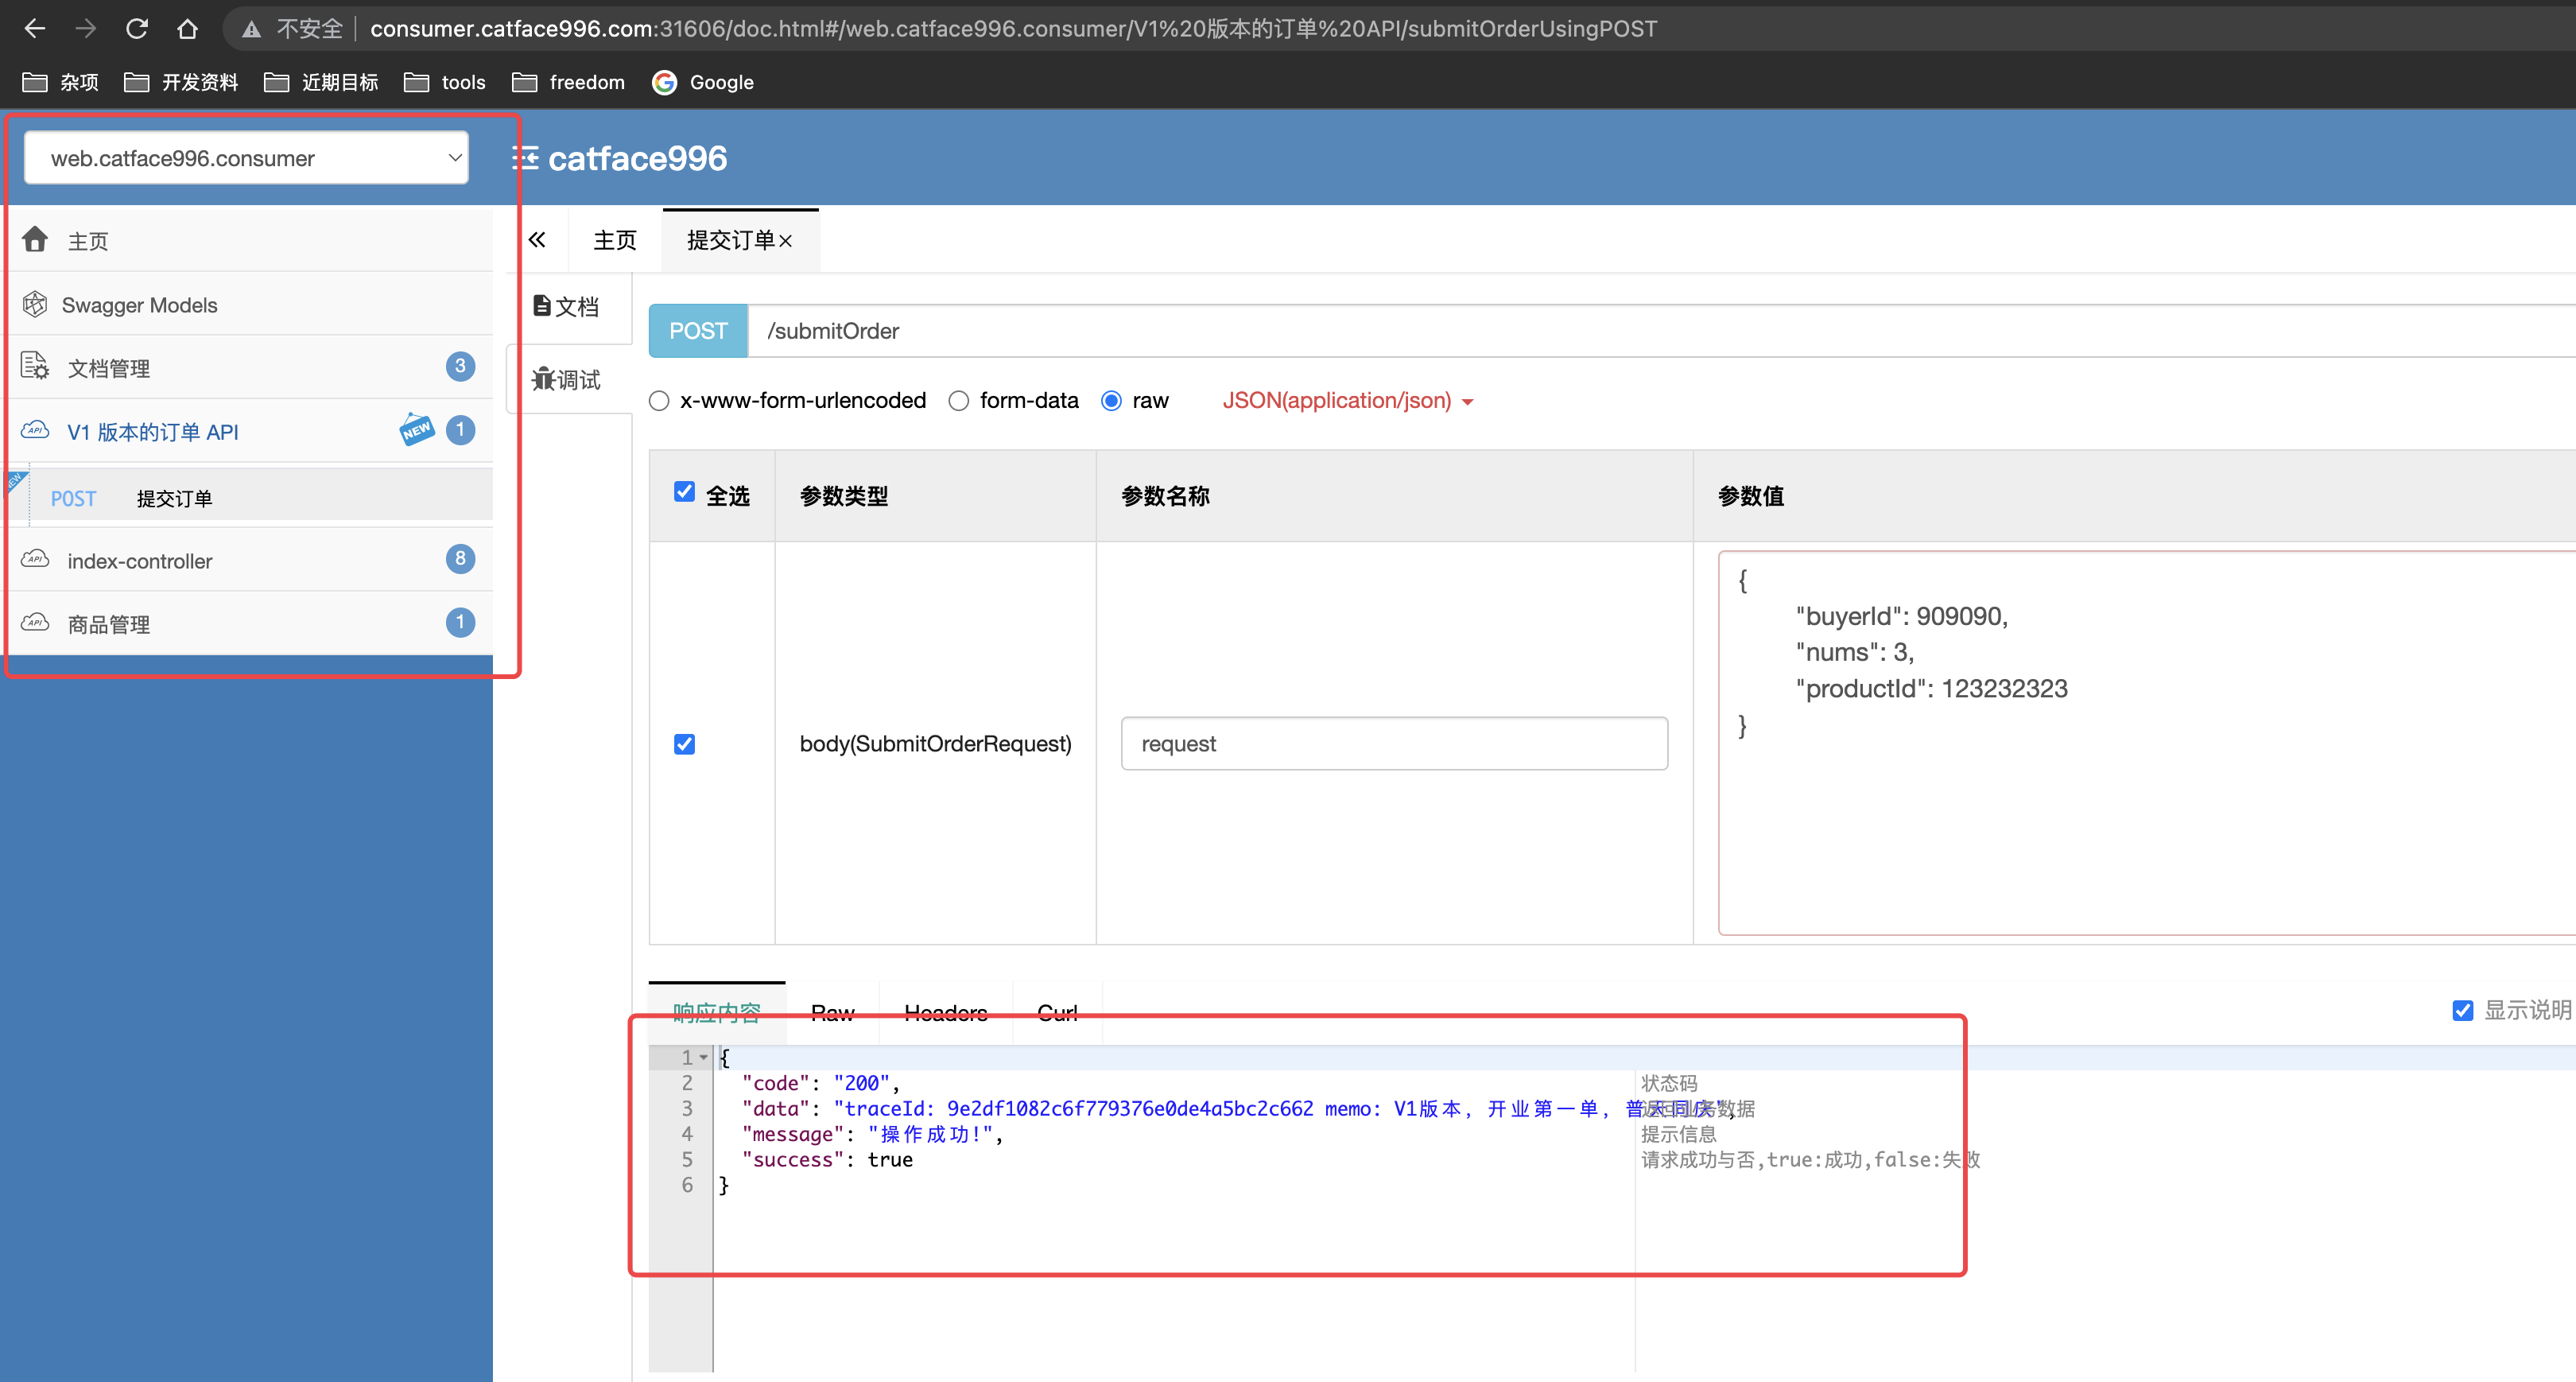 不安全 consumer.catface996.com:31606/doc.html#/web.catface996.consumer/V1%20版本的订单%20API/submitOrderUsingPOST
杂项 开发资料 近期目标 tools freedom Google
web.catface996.consumer
catface996
主页
Swagger Models
文档管理 3
V1 版本的订单 API NEW 1
NEW POST 提交订单
index-controller 8
商品管理 1
主页 提交订单
文档
调试
POST /submitOrder
x-www-form-urlencoded form-data raw JSON(application/json)
全选 参数类型 参数名称 参数值
body(SubmitOrderRequest) request
{
"buyerId": 909090,
"nums": 3,
"productId": 123232323
}
响应内容 Raw Headers Curl 显示说明
1 {
2 "code": "200", 状态码
3 "data": "traceId: 9e2df1082c6f779376e0de4a5bc2c662 memo: V1版本, 开业第一单, 普天同庆", 返回业务数据
4 "message": "操作成功!", 提示信息
5 "success": true 请求成功与否,true:成功,false:失败
6 }